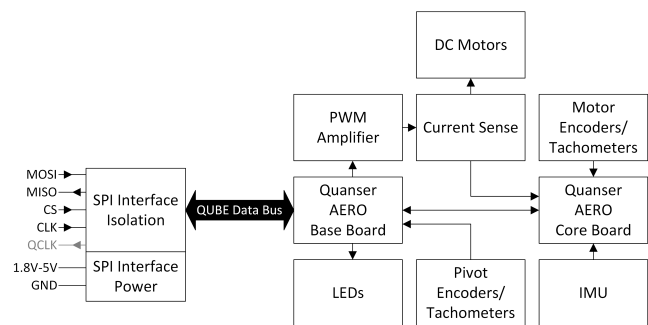 DC Motors
PWM
Amplifier
Current Sense
Motor
Encoders/
Tachometers
MOSI
MISO
CS
CLK
QCLK
1.8V-5V
GND
SPI Interface
Isolation
SPI Interface
Power
QUBE Data Bus
Quanser
AERO
Base Board
Quanser
AERO
Core Board
LEDs
Pivot
Encoders/
Tachometers
IMU